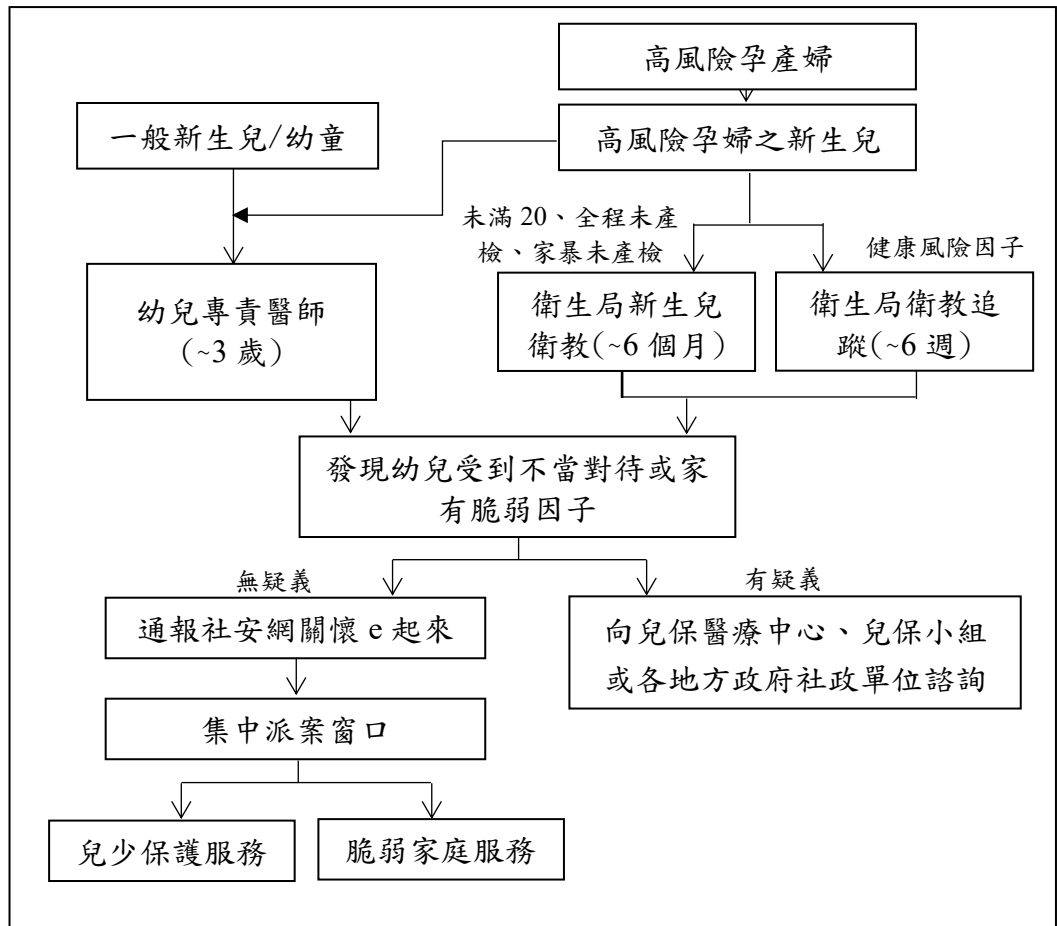 高風險孕產婦
一般新生兒/幼童
高風險孕婦之新生兒
未滿 20、全程未產
檢、家暴未產檢
健康風險因子
幼兒專責醫師
(~3 歲)
衛生局新生兒
衛教(~6 個月)
衛生局衛教追
蹤(~6 週)
發現幼兒受到不當對待或家
有脆弱因子
無疑義
有疑義
通報社安網關懷 e 起來
向兒保醫療中心、兒保小組
或各地方政府社政單位諮詢
集中派案窗口
兒少保護服務
脆弱家庭服務